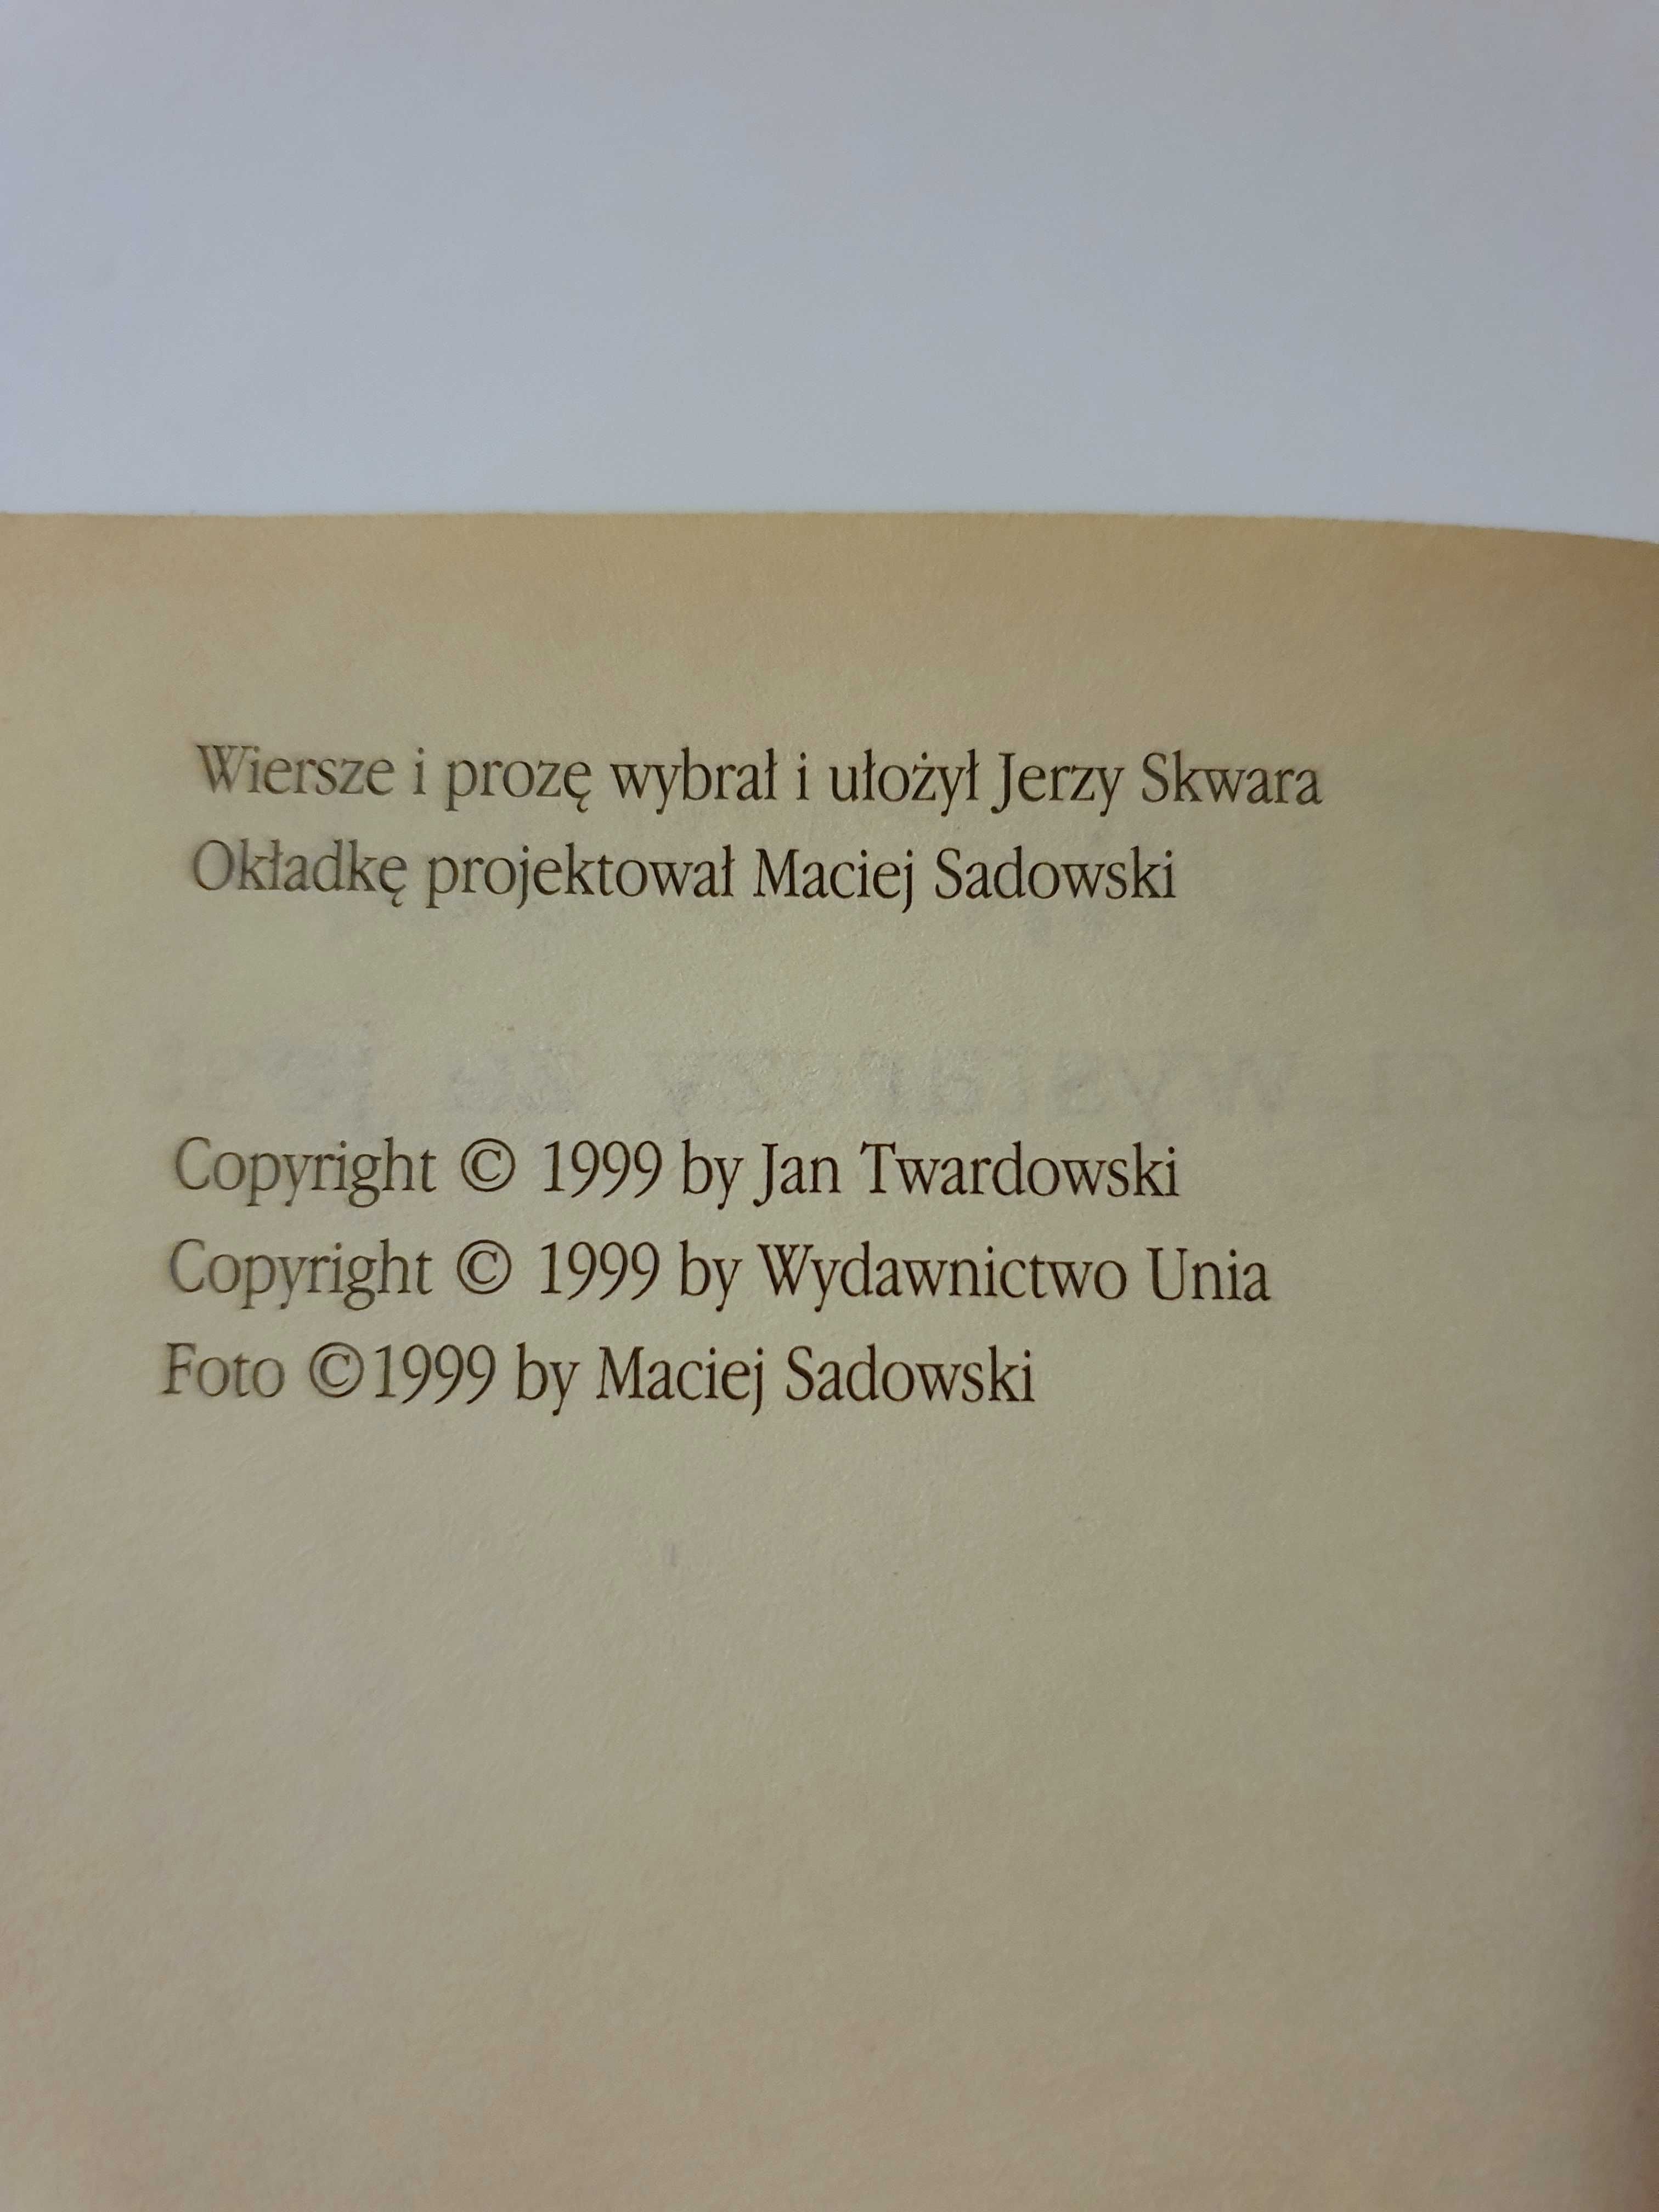 Wiersze i prozę wybrał i ułożył Jerzy Skwara
Okładkę projektował Maciej Sadowski
Copyright © 1999 by Jan Twardowski
Copyright © 1999 by Wydawnictwo Unia
Foto ©1999 by Maciej Sadowski